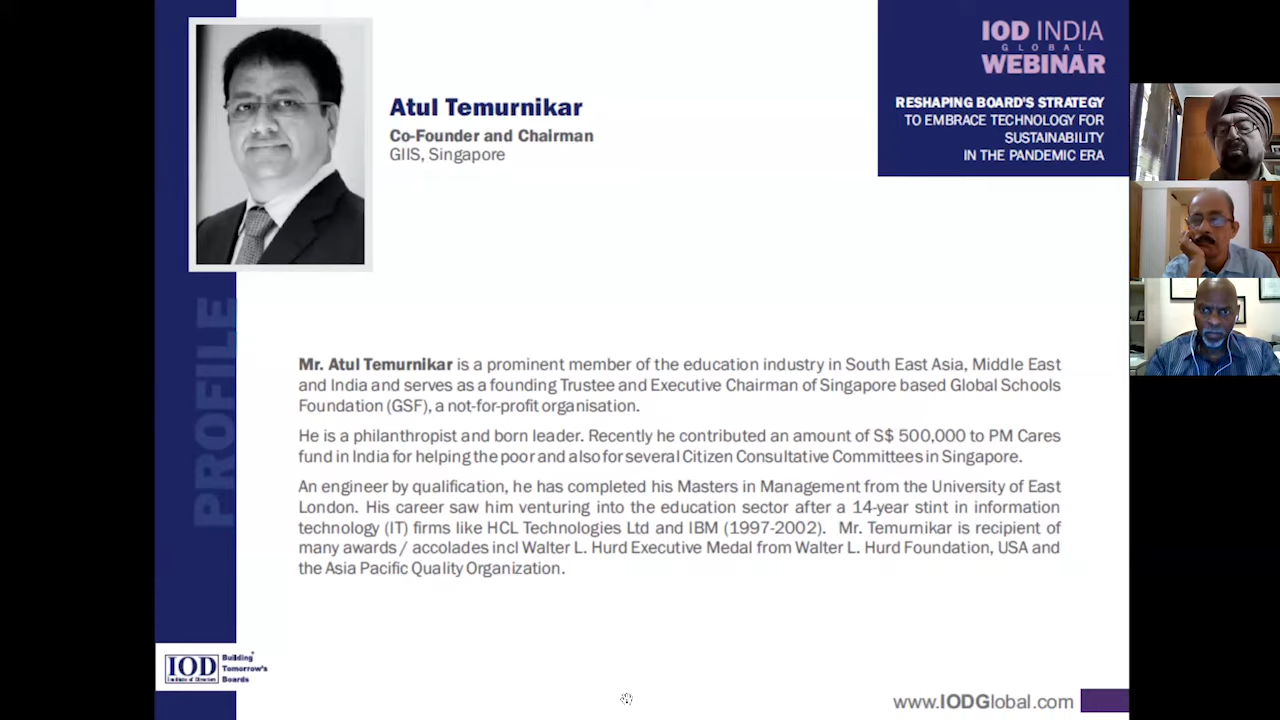 Atul Temurnikar
Co-Founder and Chairman
GIIS, Singapore
IOD INDIA
GLOBAL
WEBINAR
RESHAPING BOARD'S STRATEGY
TO EMBRACE TECHNOLOGY FOR
SUSTAINABILITY
IN THE PANDEMIC ERA
PROFILE
Mr. Atul Temurnikar is a prominent member of the education industry in South East Asia, Middle East
and India and serves as a founding Trustee and Executive Chairman of Singapore based Global Schools
Foundation (GSF), a not-for-profit organisation.
He is a philanthropist and born leader. Recently he contributed an amount of S$ 500,000 to PM Cares
fund in India for helping the poor and also for several Citizen Consultative Committees in Singapore.
An engineer by qualification, he has completed his Masters in Management from the University of East
London. His career saw him venturing into the education sector after a 14-year stint in information
technology (IT) firms like HCL Technologies Ltd and IBM (1997-2002). Mr. Temurnikar is recipient of
many awards / accolades incl Walter L. Hurd Executive Medal from Walter L. Hurd Foundation, USA and
the Asia Pacific Quality Organization.
IOD
Institute of Directors
Building
Tomorrow's
Boards
www.IODGlobal.com